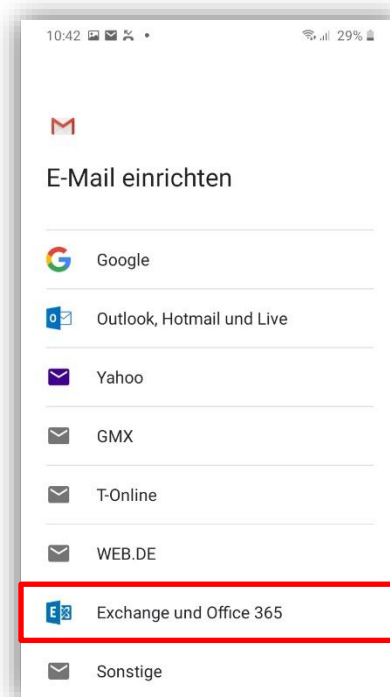 10:42 29%
E-Mail einrichten
Google
Outlook, Hotmail und Live
Yahoo
GMX
T-Online
WEB.DE
Exchange und Office 365
Sonstige